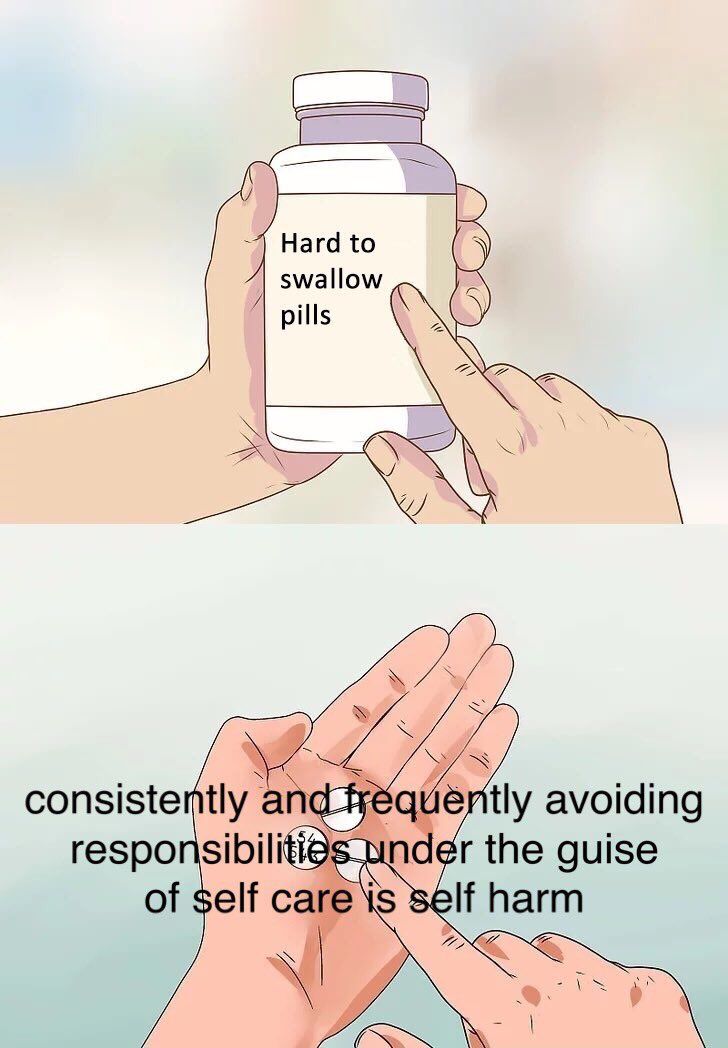 Hard to
swallow
pills
consistently and frequently avoiding
responsibilities under the guise
of self care is self harm